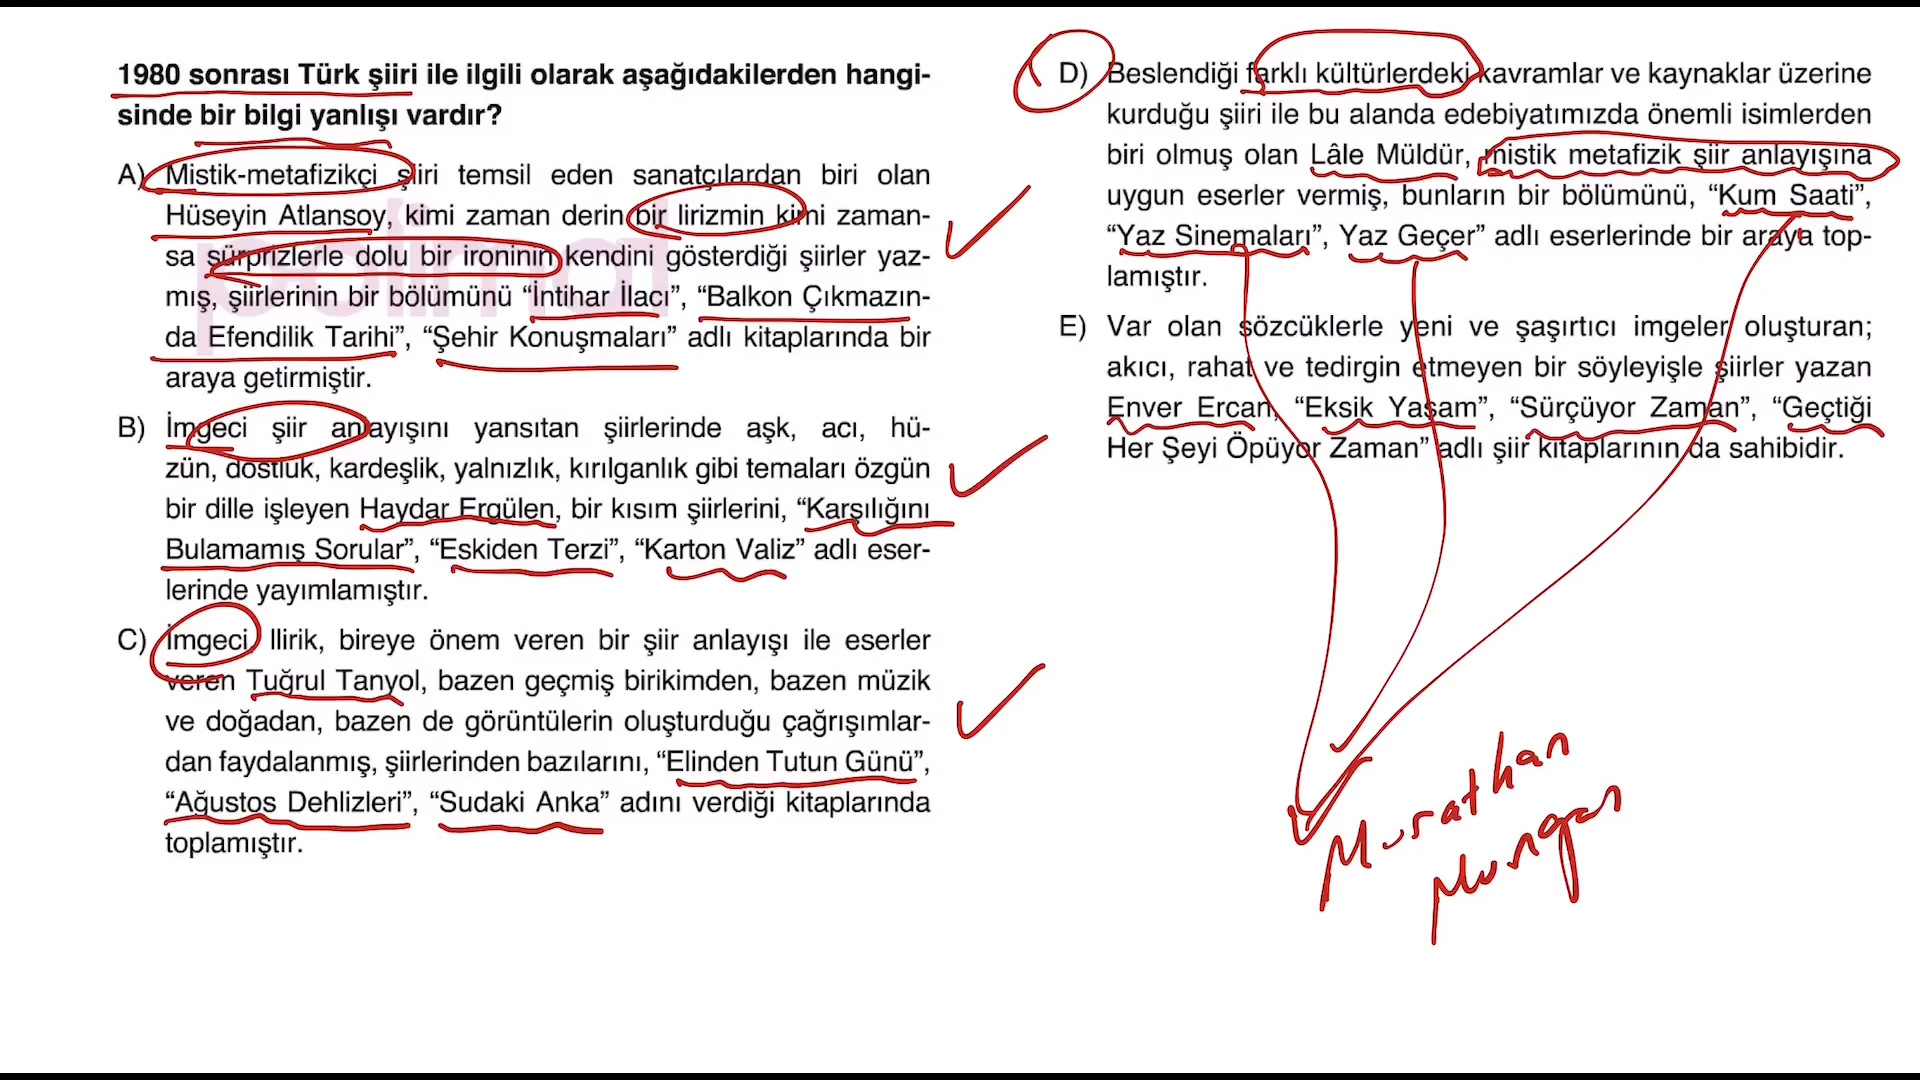 1980 sonrası Türk şiiri ile ilgili olarak aşağıdakilerden hangi-
sinde bir bilgi yanlışı vardır?
A) Mistik-metafizikçi şiiri temsil eden sanatçılardan biri olan
Hüseyin Atlansoy, kimi zaman derin bir lirizmin kimi zaman-
sa sürprizlerle dolu bir ironinin kendini gösterdiği şiirler yaz-
mış, şiirlerinin bir bölümünü “İntihar İlacı”, “Balkon Çıkmazın-
da Efendilik Tarihi”, “Şehir Konuşmaları” adlı kitaplarında bir
araya getirmiştir.
B) İmgeci şiir anlayışını yansıtan şiirlerinde aşk, acı, hü-
zün, dostluk, kardeşlik, yalnızlık, kırılganlık gibi temaları özgün
bir dille işleyen Haydar Ergülen, bir kısım şiirlerini, “Karşılığını
Bulamamış Sorular”, “Eskiden Terzi”, “Karton Valiz” adlı eser-
lerinde yayımlamıştır.
C) İmgeci, llirik, bireye önem veren bir şiir anlayışı ile eserler
veren Tuğrul Tanyol, bazen geçmiş birikimden, bazen müzik
ve doğadan, bazen de görüntülerin oluşturduğu çağrışımlar-
dan faydalanmış, şiirlerinden bazılarını, “Elinden Tutun Günü”,
“Ağustos Dehlizleri”, “Sudaki Anka” adını verdiği kitaplarında
toplamıştır.
D) Beslendiği farklı kültürlerdeki kavramlar ve kaynaklar üzerine
kurduğu şiiri ile bu alanda edebiyatımızda önemli isimlerden
biri olmuş olan Lâle Müldür, mistik metafizik şiir anlayışına
uygun eserler vermiş, bunların bir bölümünü, “Kum Saati”,
“Yaz Sinemaları”, Yaz Geçer” adlı eserlerinde bir araya top-
lamıştır.
E) Var olan sözcüklerle yeni ve şaşırtıcı imgeler oluşturan;
akıcı, rahat ve tedirgin etmeyen bir söyleyişle şiirler yazan
Enver Ercan, “Eksik Yaşam”, “Sürçüyor Zaman”, “Geçtiği
Her Şeyi Öpüyor Zaman” adlı şiir kitaplarının da sahibidir.
Murathan
Mungan